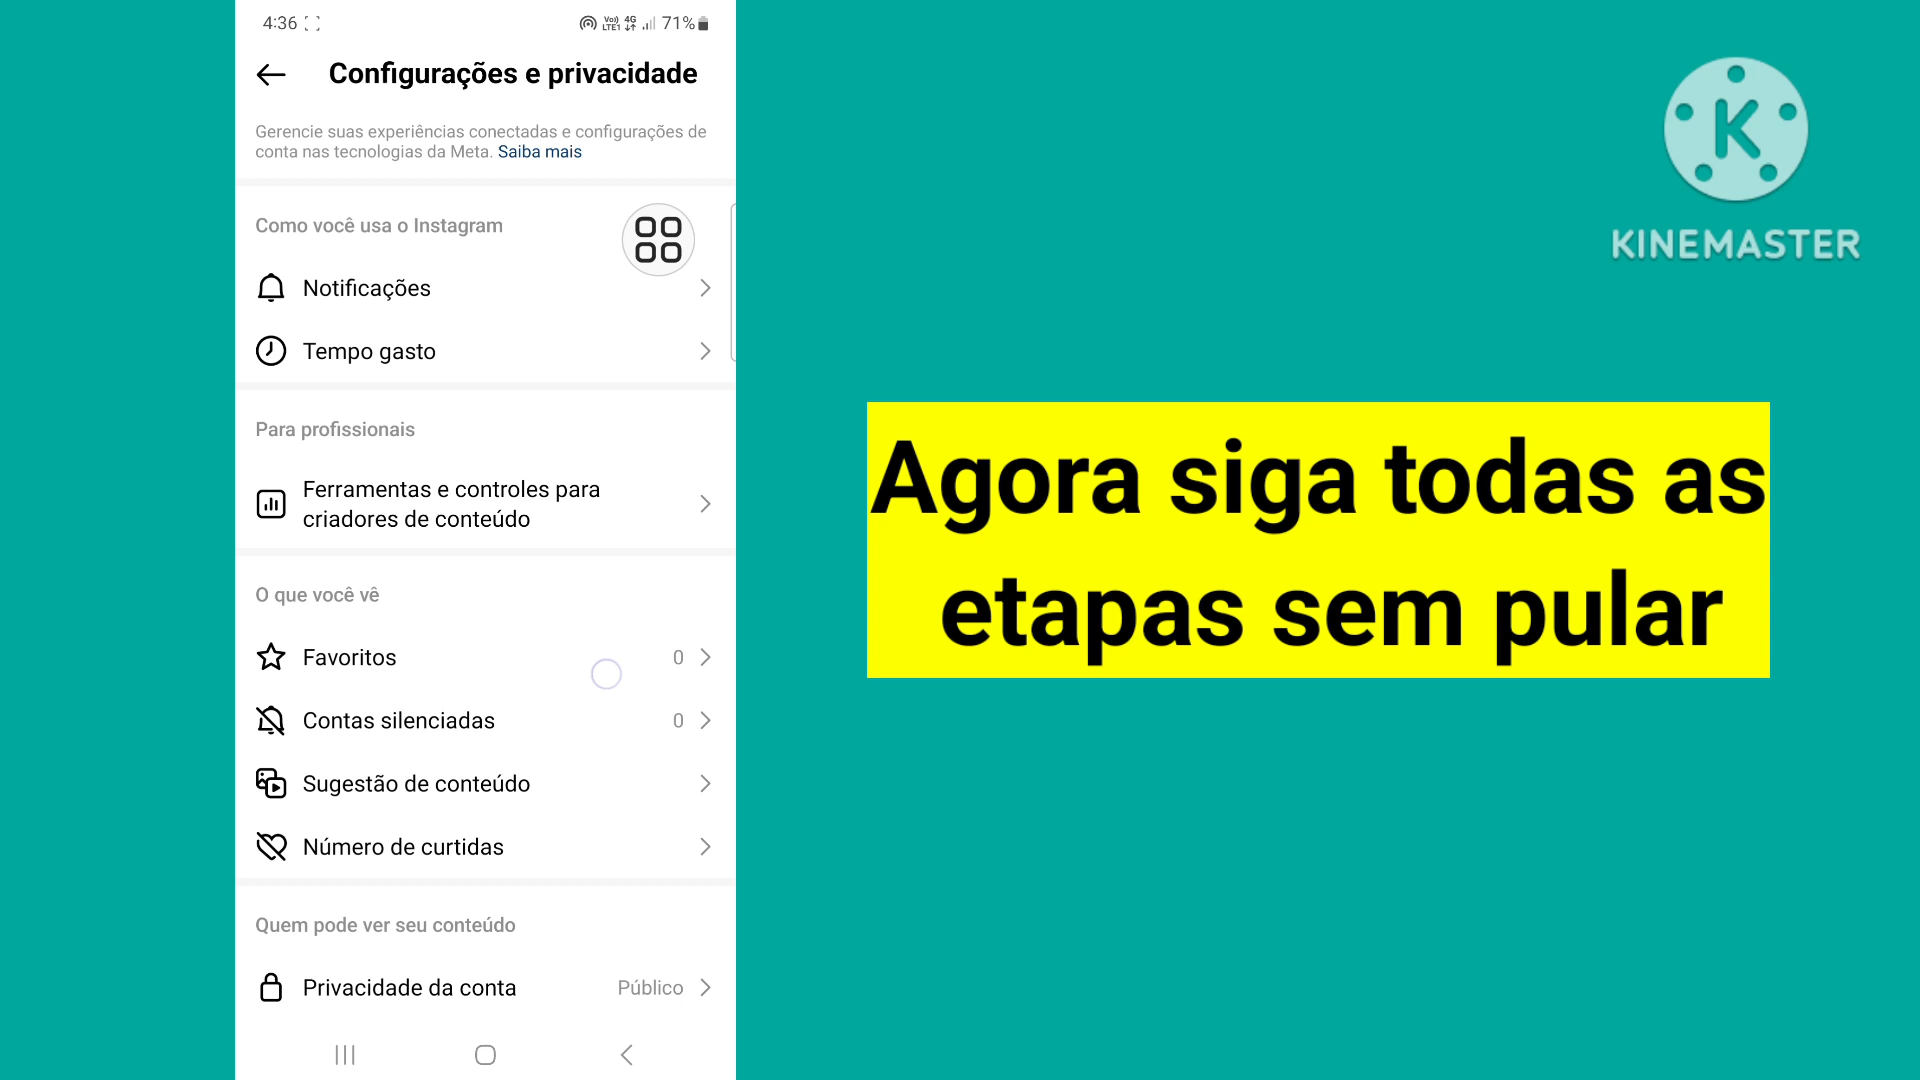 4:36
Vo)) 4G 71%
LTE1
Configurações e privacidade
Gerencie suas experiências conectadas e configurações de
conta nas tecnologias da Meta. Saiba mais
Como você usa o Instagram
Notificações
Tempo gasto
Para profissionais
Ferramentas e controles para
criadores de conteúdo
O que você vê
Favoritos 0
Contas silenciadas 0
Sugestão de conteúdo
Número de curtidas
Quem pode ver seu conteúdo
Privacidade da conta Público
K
KINEMASTER
Agora siga todas as
etapas sem pular